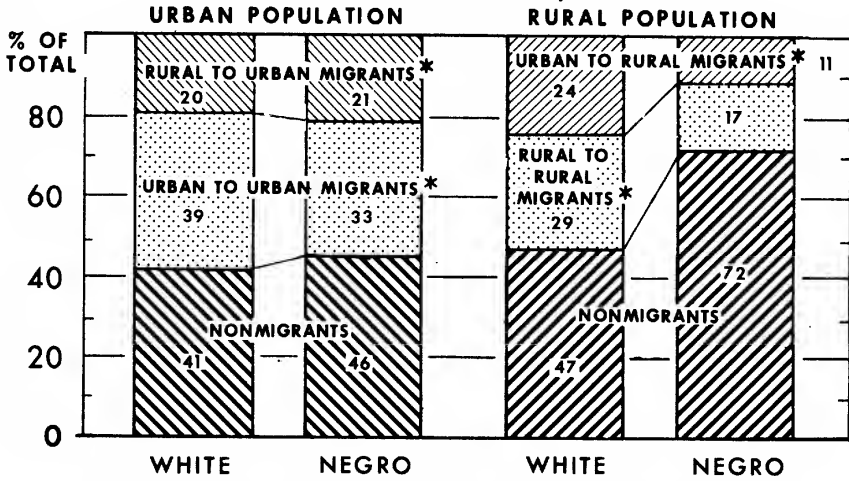 URBAN POPULATION
RURAL POPULATION
% OF
TOTAL
RURAL TO URBAN MIGRANTS *
20
21
URBAN TO RURAL MIGRANTS *
11
24
17
80
URBAN TO URBAN MIGRANTS *
39
33
RURAL TO
RURAL
MIGRANTS *
29
60
40
NONMIGRANTS
41
46
NONMIGRANTS
47
72
20
0
WHITE
NEGRO
WHITE
NEGRO